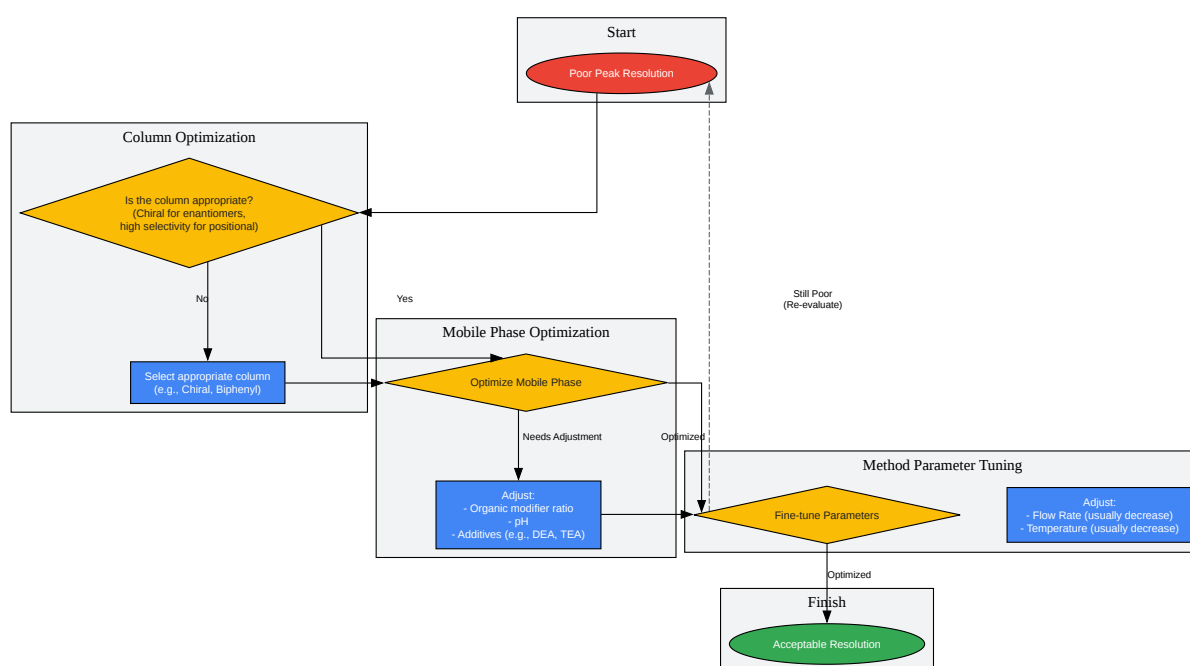 Start
Poor Peak Resolution
Column Optimization
Is the column appropriate?
(Chiral for enantiomers,
high selectivity for positional)
No
Yes
Still Poor
(Re-evaluate)
Select appropriate column
(e.g., Chiral, Biphenyl)
Mobile Phase Optimization
Optimize Mobile Phase
Needs Adjustment
Optimized
Adjust:
- Organic modifier ratio
- pH
- Additives (e.g., DEA, TEA)
Method Parameter Tuning
Fine-tune Parameters
Adjust:
- Flow Rate (usually decrease)
- Temperature (usually decrease)
Optimized
Finish
Acceptable Resolution